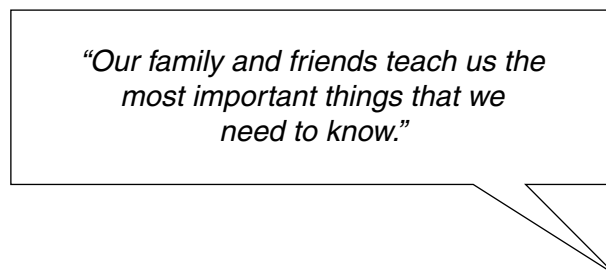 “Our family and friends teach us the
most important things that we
need to know.”